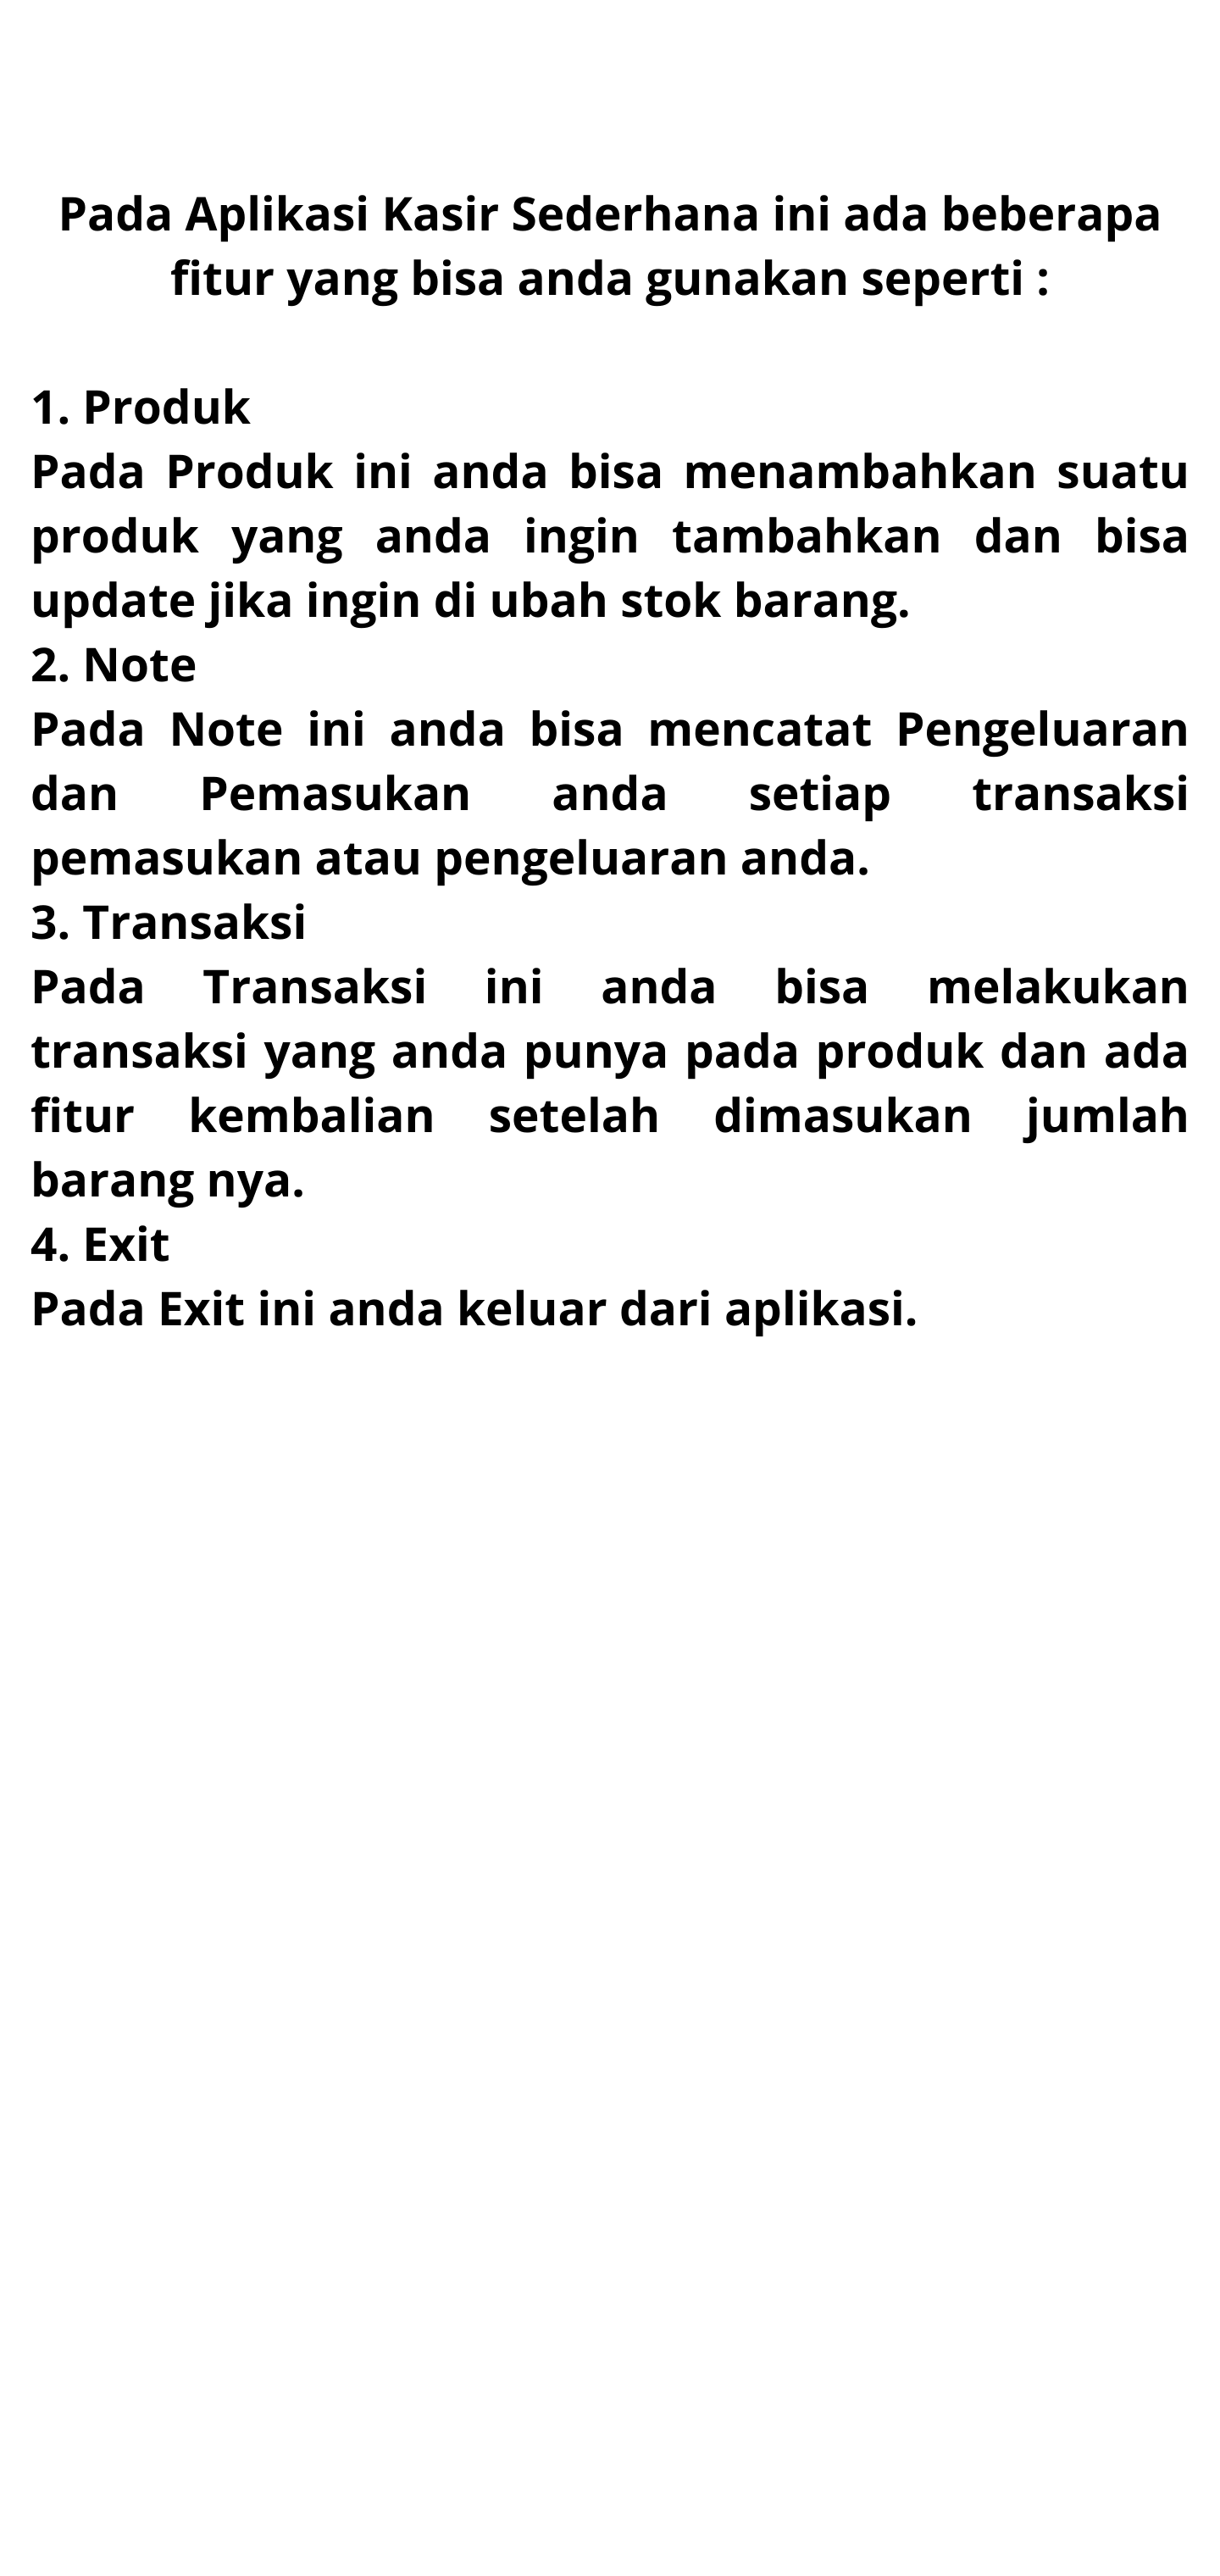 Pada Aplikasi Kasir Sederhana ini ada beberapa
fitur yang bisa anda gunakan seperti :
1. Produk
Pada Produk ini anda bisa menambahkan suatu
produk yang anda ingin tambahkan dan bisa
update jika ingin di ubah stok barang.
2. Note
Pada Note ini anda bisa mencatat Pengeluaran
dan Pemasukan anda setiap transaksi
pemasukan atau pengeluaran anda.
3. Transaksi
Pada Transaksi ini anda bisa melakukan
transaksi yang anda punya pada produk dan ada
fitur kembalian setelah dimasukan jumlah
barang nya.
4. Exit
Pada Exit ini anda keluar dari aplikasi.